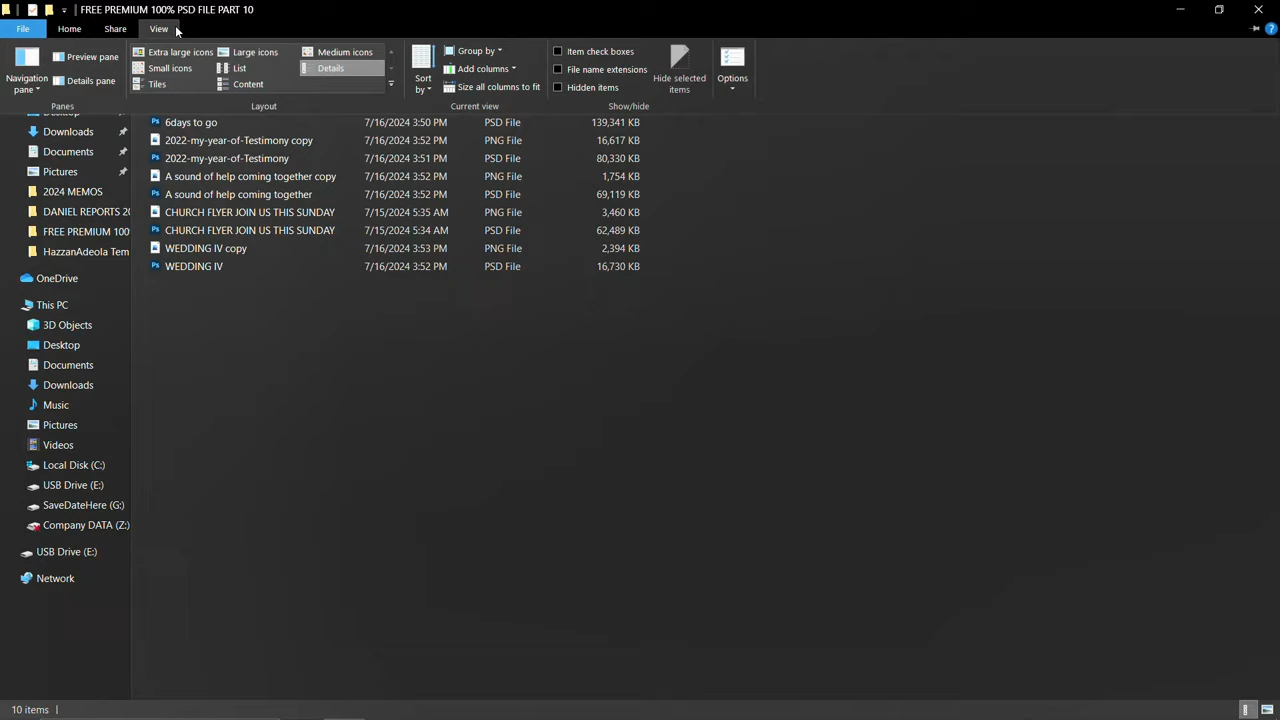 FREE PREMIUM 100% PSD FILE PART 10
File Home Share View
Navigation pane
Preview pane
Details pane
Panes
Extra large icons Large icons Medium icons
Small icons List Details
Tiles Content
Layout
Sort by
Group by
Add columns
Size all columns to fit
Current view
Item check boxes
File name extensions
Hidden items
Hide selected items
Show/hide
Options
Downloads
Documents
Pictures
2024 MEMOS
DANIEL REPORTS 20
FREE PREMIUM 100
HazzanAdeola Tem
OneDrive
This PC
3D Objects
Desktop
Documents
Downloads
Music
Pictures
Videos
Local Disk (C:)
USB Drive (E:)
SaveDateHere (G:)
Company DATA (Z:)
USB Drive (E:)
Network
Ps 6days to go 7/16/2024 3:50 PM PSD File 139,341 KB
2022-my-year-of-Testimony copy 7/16/2024 3:52 PM PNG File 16,617 KB
Ps 2022-my-year-of-Testimony 7/16/2024 3:51 PM PSD File 80,330 KB
A sound of help coming together copy 7/16/2024 3:52 PM PNG File 1,754 KB
Ps A sound of help coming together 7/16/2024 3:52 PM PSD File 69,119 KB
CHURCH FLYER JOIN US THIS SUNDAY 7/15/2024 5:35 AM PNG File 3,460 KB
Ps CHURCH FLYER JOIN US THIS SUNDAY 7/15/2024 5:34 AM PSD File 62,489 KB
WEDDING IV copy 7/16/2024 3:53 PM PNG File 2,394 KB
Ps WEDDING IV 7/16/2024 3:52 PM PSD File 16,730 KB
10 items